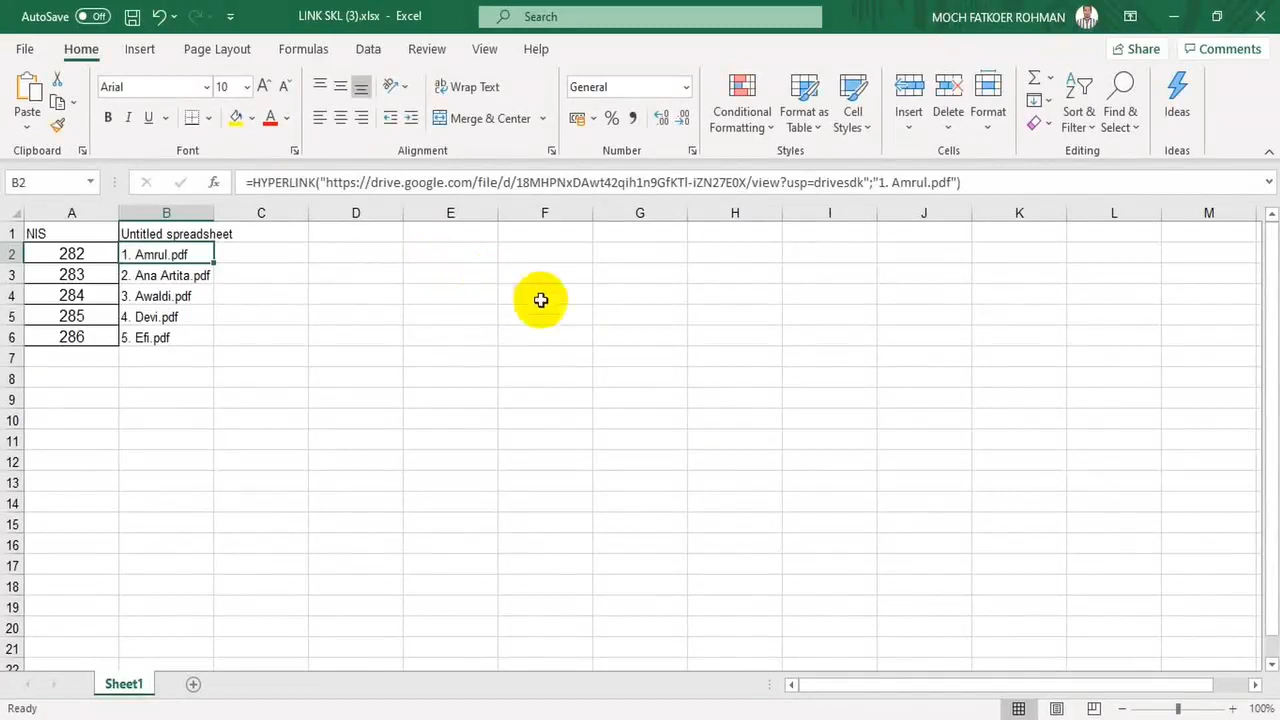 AutoSave Off LINK SKL (3).xlsx - Excel Search MOCH FATKOER ROHMAN
File Home Insert Page Layout Formulas Data Review View Help Share Comments
Paste
Arial 10
B I U A
Wrap Text
Merge & Center
General
%
Conditional Formatting
Format as Table
Cell Styles
Insert
Delete
Format
Sort & Filter
Find & Select
Ideas
Clipboard Font Alignment Number Styles Cells Editing Ideas
B2 fx =HYPERLINK("https://drive.google.com/file/d/18MHPNxDAwt42qih1n9GfKTl-iZN27E0X/view?usp=drivesdk";"1. Amrul.pdf")
A B C D E F G H I J K L M
1 NIS Untitled spreadsheet
2 282 1. Amrul.pdf
3 283 2. Ana Artita.pdf
4 284 3. Awaldi.pdf
5 285 4. Devi.pdf
6 286 5. Efi.pdf
7
8
9
10
11
12
13
14
15
16
17
18
19
20
21
22
Sheet1
Ready 100%